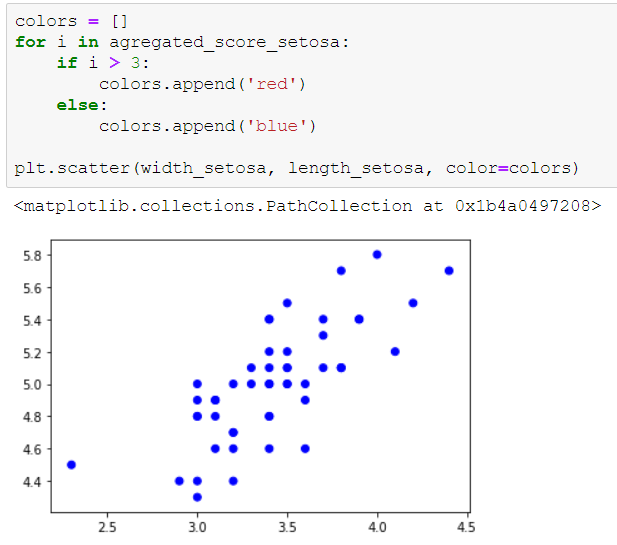 colors = []
for i in agregated_score_setosa:
    if i > 3:
        colors.append('red')
    else:
        colors.append('blue')
plt.scatter(width_setosa, length_setosa, color=colors)
<matplotlib.collections.PathCollection at 0x1b4a0497208>
5.8
5.6
5.4
5.2
5.0
4.8
4.6
4.4
2.5 3.0 3.5 4.0 4.5